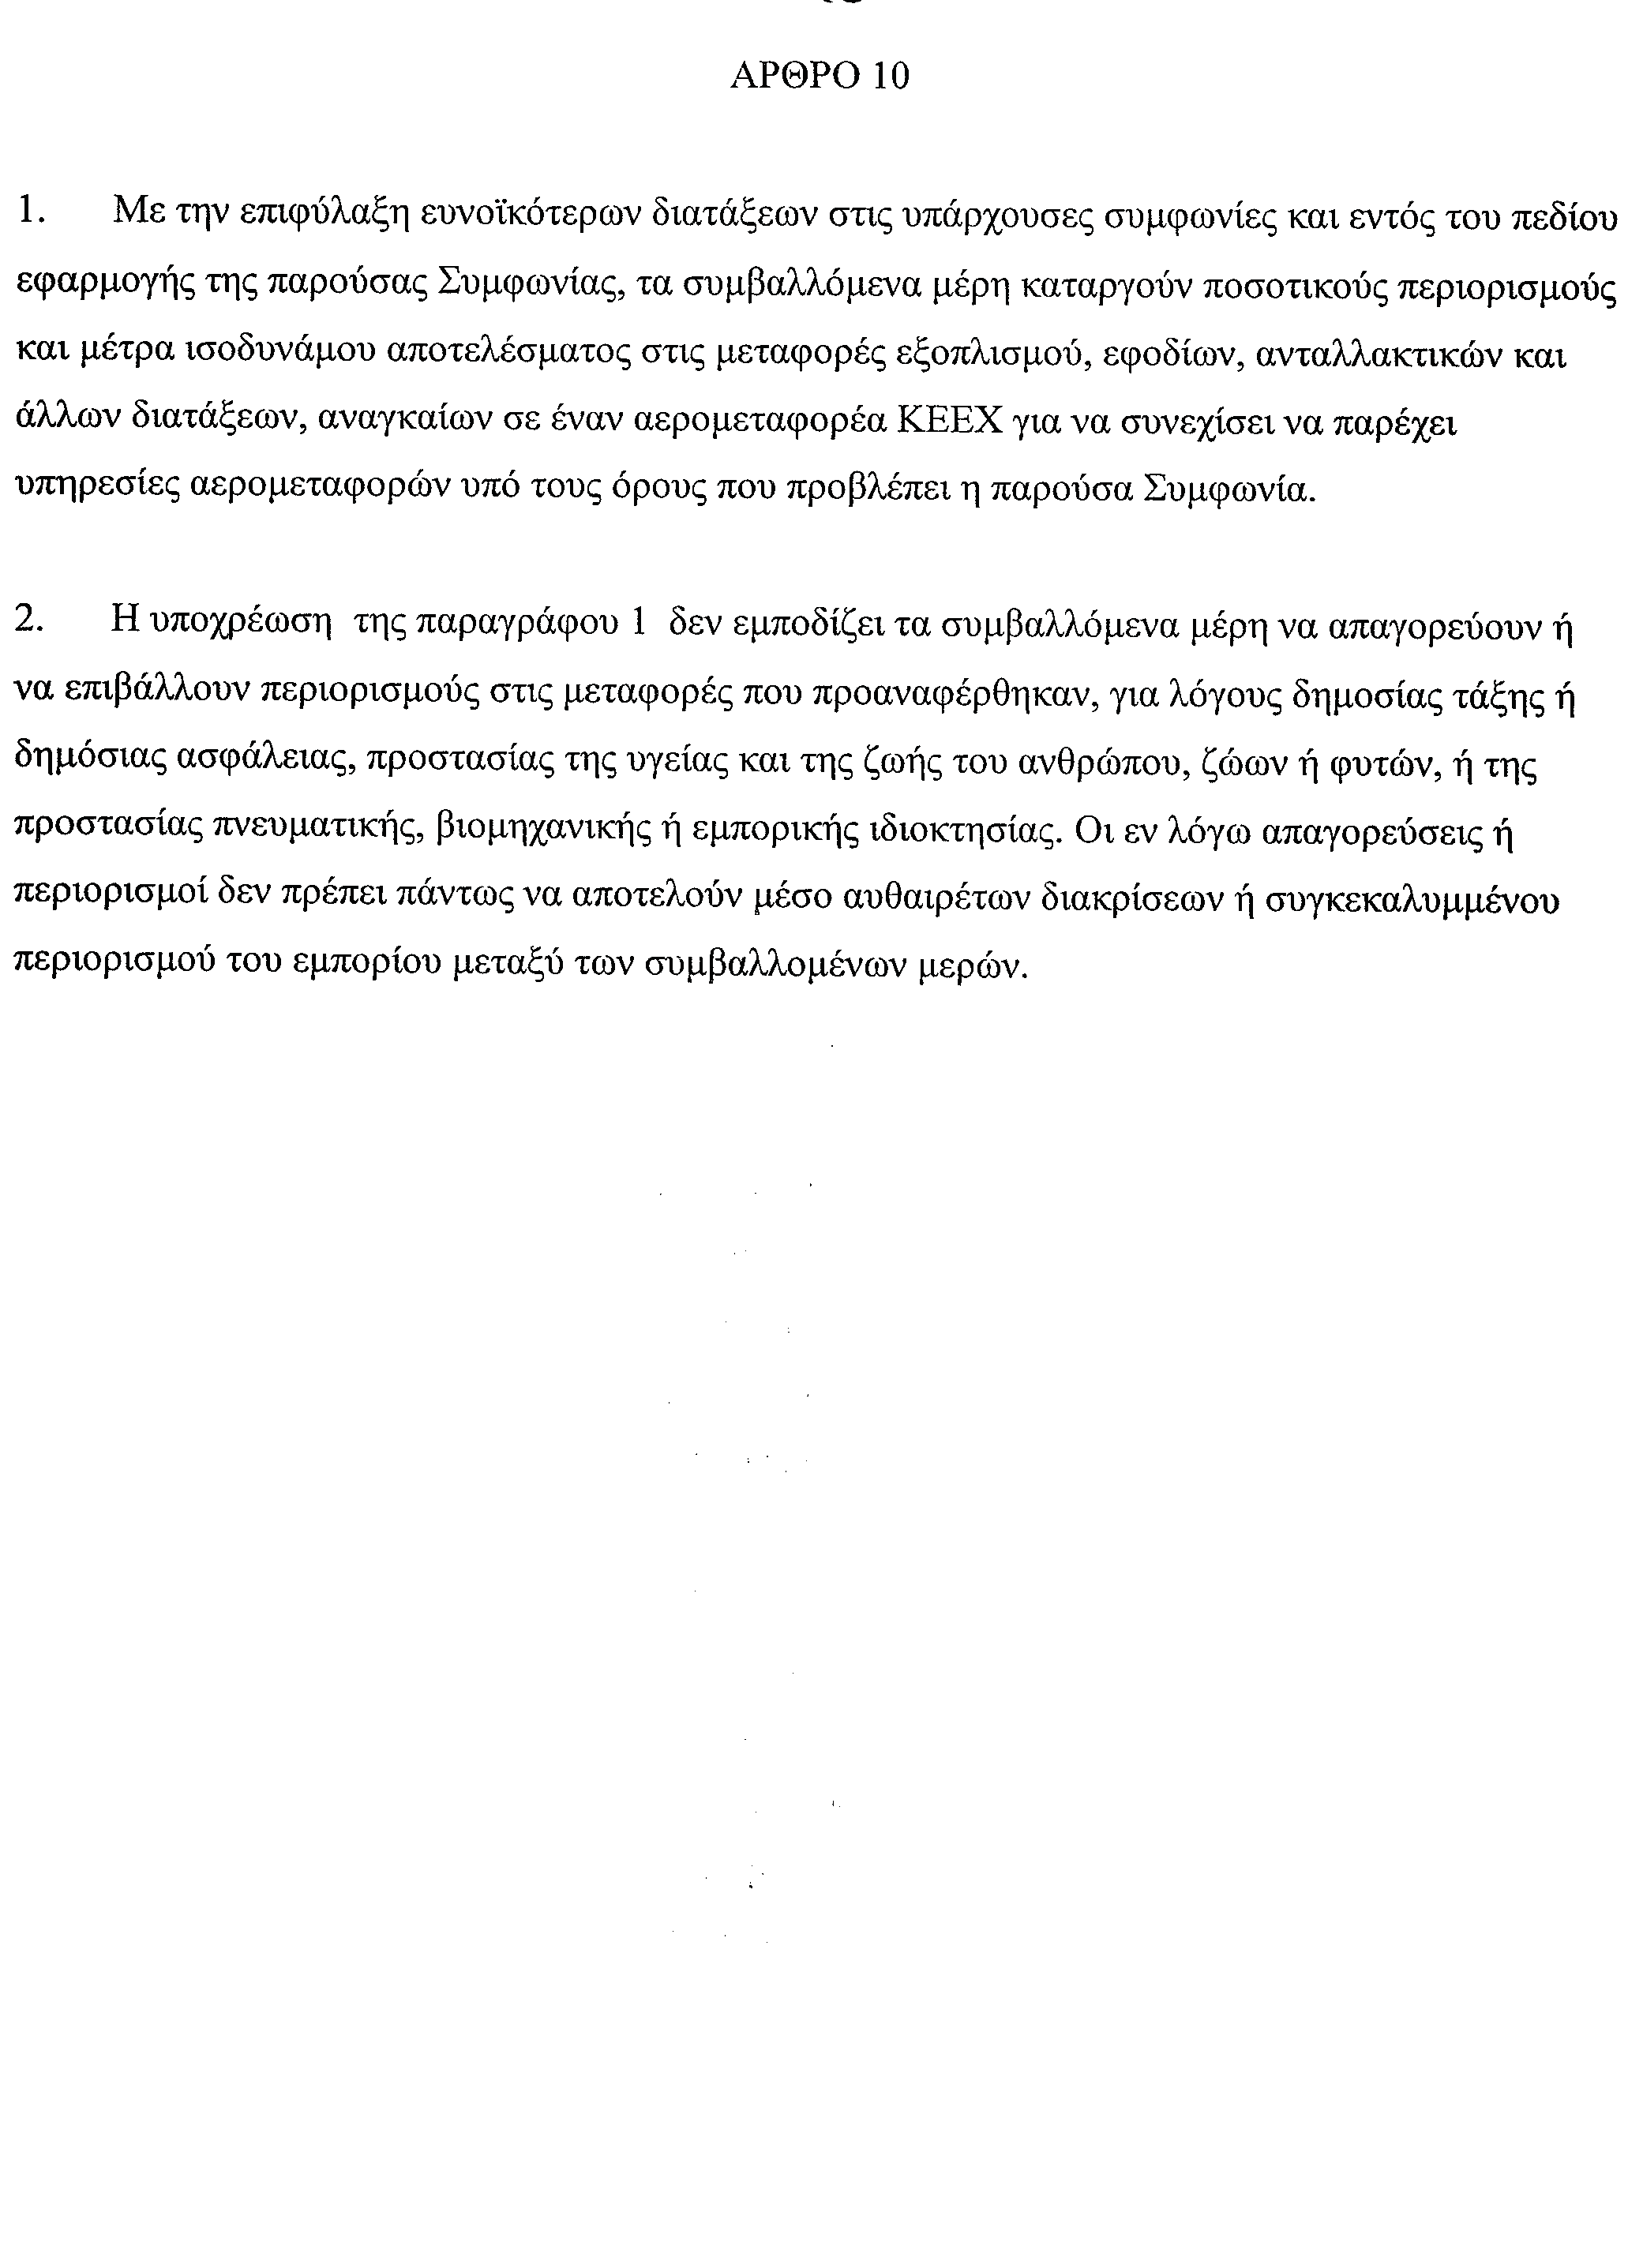 ΑΡΘΡΟ 10
1. Με την επιφύλαξη ευνοϊκότερων διατάξεων στις υπάρχουσες συμφωνίες και εντός του πεδίου
εφαρμογής της παρούσας Συμφωνίας, τα συμβαλλόμενα μέρη καταργούν ποσοτικούς περιορισμούς
και μέτρα ισοδυνάμου αποτελέσματος στις μεταφορές εξοπλισμού, εφοδίων, ανταλλακτικών και
άλλων διατάξεων, αναγκαίων σε έναν αερομεταφορέα ΚΕΕΧ για να συνεχίσει να παρέχει
υπηρεσίες αερομεταφορών υπό τους όρους που προβλέπει η παρούσα Συμφωνία.
2. Η υποχρέωση της παραγράφου 1 δεν εμποδίζει τα συμβαλλόμενα μέρη να απαγορεύουν ή
να επιβάλλουν περιορισμούς στις μεταφορές που προαναφέρθηκαν, για λόγους δημοσίας τάξης ή
δημόσιας ασφάλειας, προστασίας της υγείας και της ζωής του ανθρώπου, ζώων ή φυτών, ή της
προστασίας πνευματικής, βιομηχανικής ή εμπορικής ιδιοκτησίας. Οι εν λόγω απαγορεύσεις ή
περιορισμοί δεν πρέπει πάντως να αποτελούν μέσο αυθαιρέτων διακρίσεων ή συγκεκαλυμμένου
περιορισμού του εμπορίου μεταξύ των συμβαλλομένων μερών.